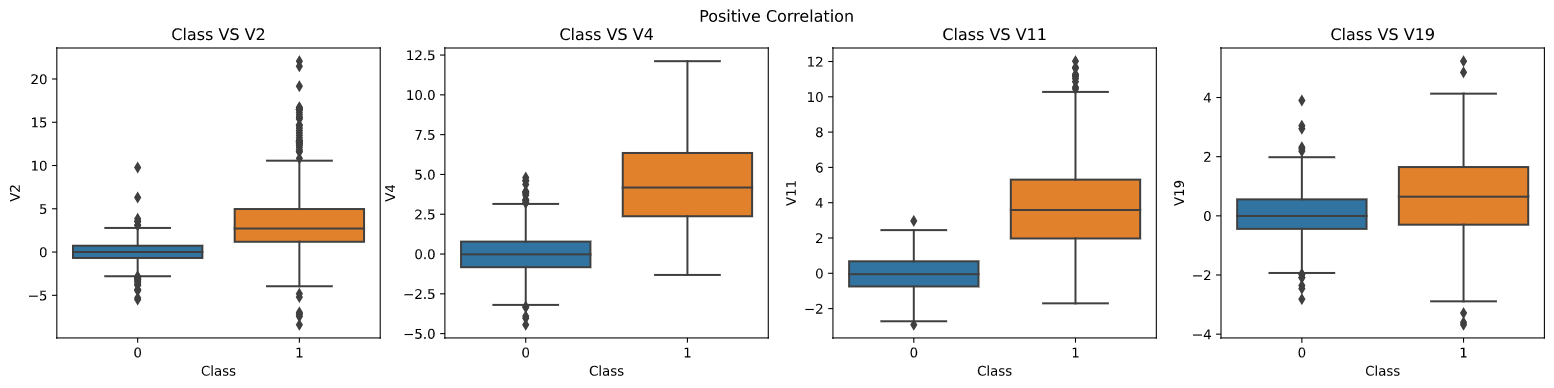 Positive Correlation
Class VS V2
V2
20
15
10
5
0
−5
0 1
Class
Class VS V4
V4
12.5
10.0
7.5
5.0
2.5
0.0
−2.5
−5.0
0 1
Class
Class VS V11
V11
12
10
8
6
4
2
0
−2
0 1
Class
Class VS V19
V19
4
2
0
−2
−4
0 1
Class